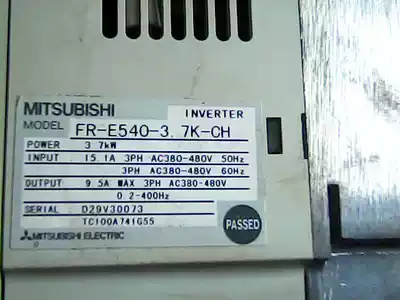 MITSUBISHI INVERTER
MODEL FR-E540-3.7K-CH
POWER 3.7kW
INPUT : 15.1A 3PH AC380-480V 50Hz
3PH AC380-480V 60Hz
OUTPUT : 9.5A MAX 3PH AC380-480V
0.2-400Hz
SERIAL : 029V30073
TC100A741G55
PASSED
MITSUBISHI ELECTRIC